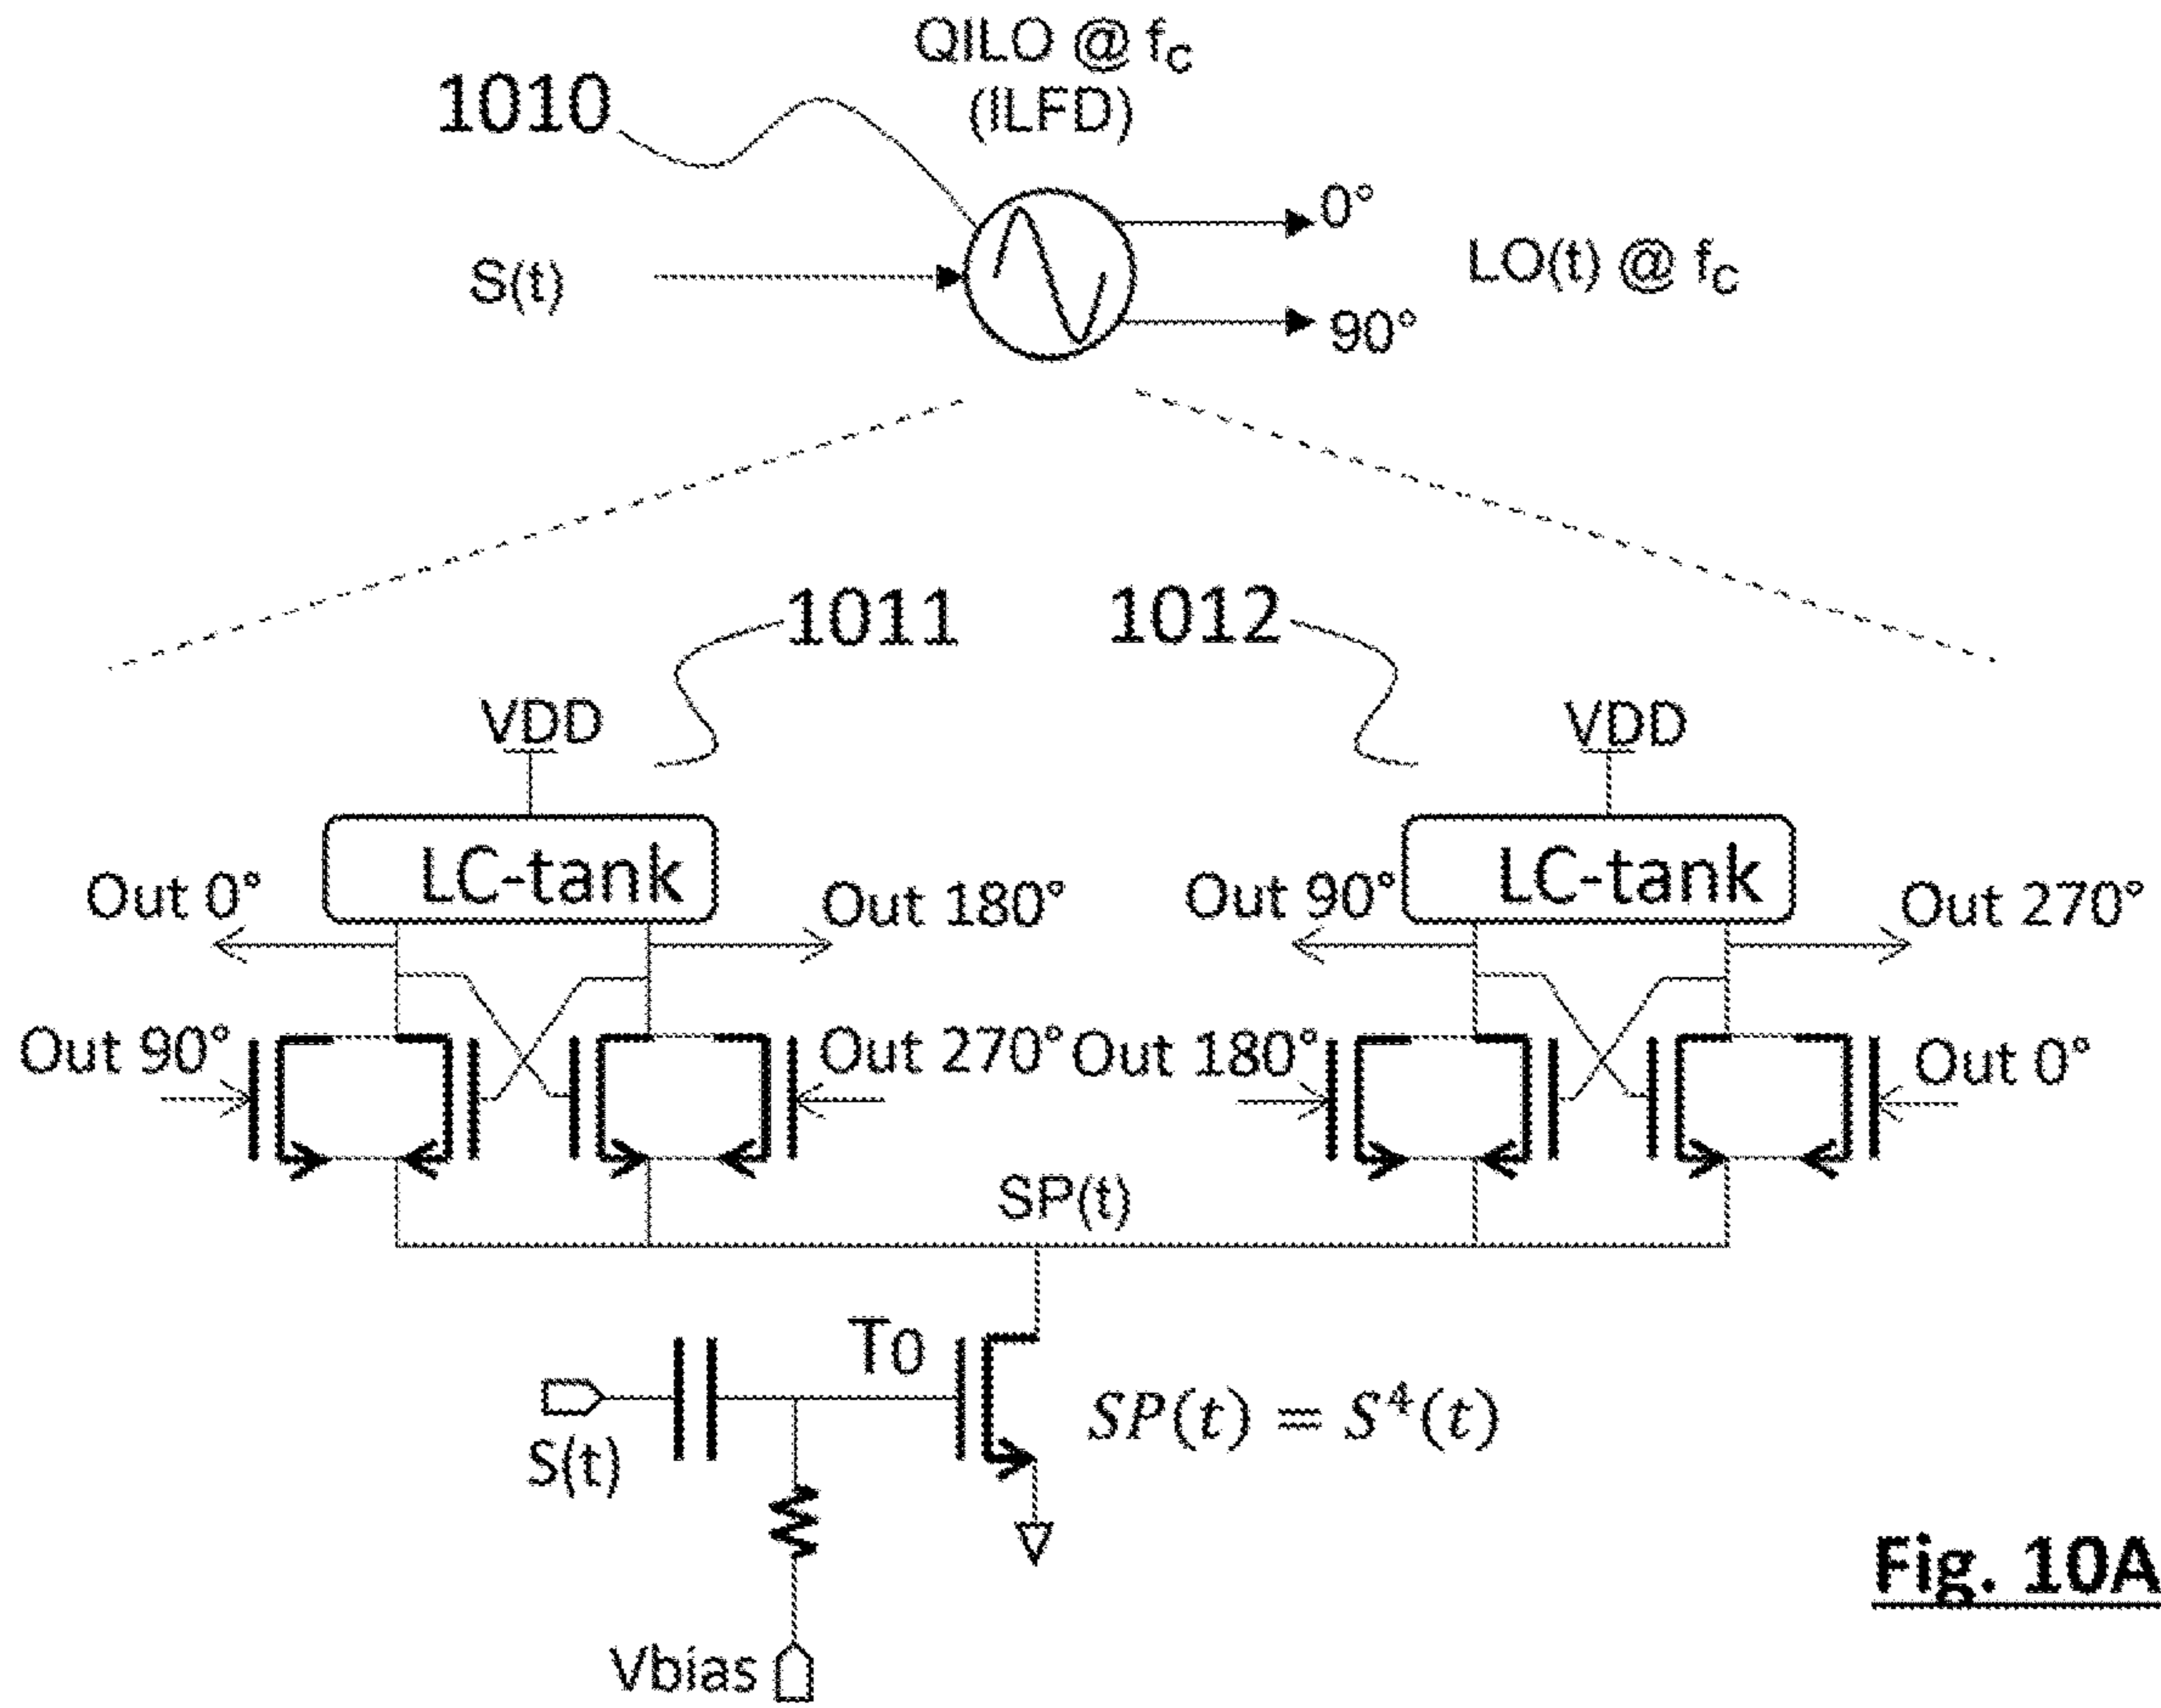 QILO @ fC
(ILFD)
1010
0°
S(t)
LO(t) @ fC
90°
1011
1012
VDD
VDD
LC-tank
LC-tank
Out 0°
Out 180°
Out 90°
Out 270°
Out 90°
Out 270°
Out 180°
Out 0°
SP(t)
T0
SP(t) = S⁴(t)
S(t)
Vbias
Fig. 10A